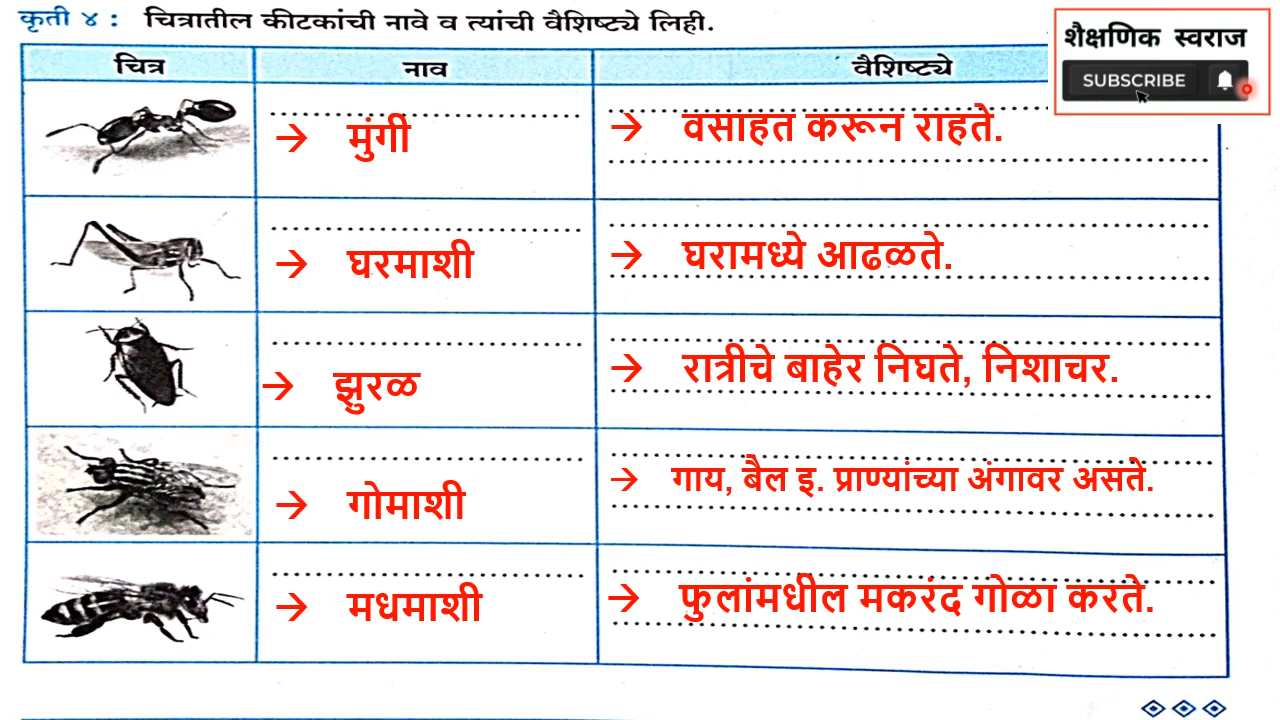 कृती ४ : चित्रातील कीटकांची नावे व त्यांची वैशिष्ट्ये लिही.
शैक्षणिक स्वराज
SUBSCRIBE
चित्र नाव वैशिष्ट्ये
→ मुंगी → वसाहत करून राहते.
→ घरमाशी → घरामध्ये आढळते.
→ झुरळ → रात्रीचे बाहेर निघते, निशाचर.
→ गोमाशी → गाय, बैल इ. प्राण्यांच्या अंगावर असते.
→ मधमाशी → फुलांमधील मकरंद गोळा करते.